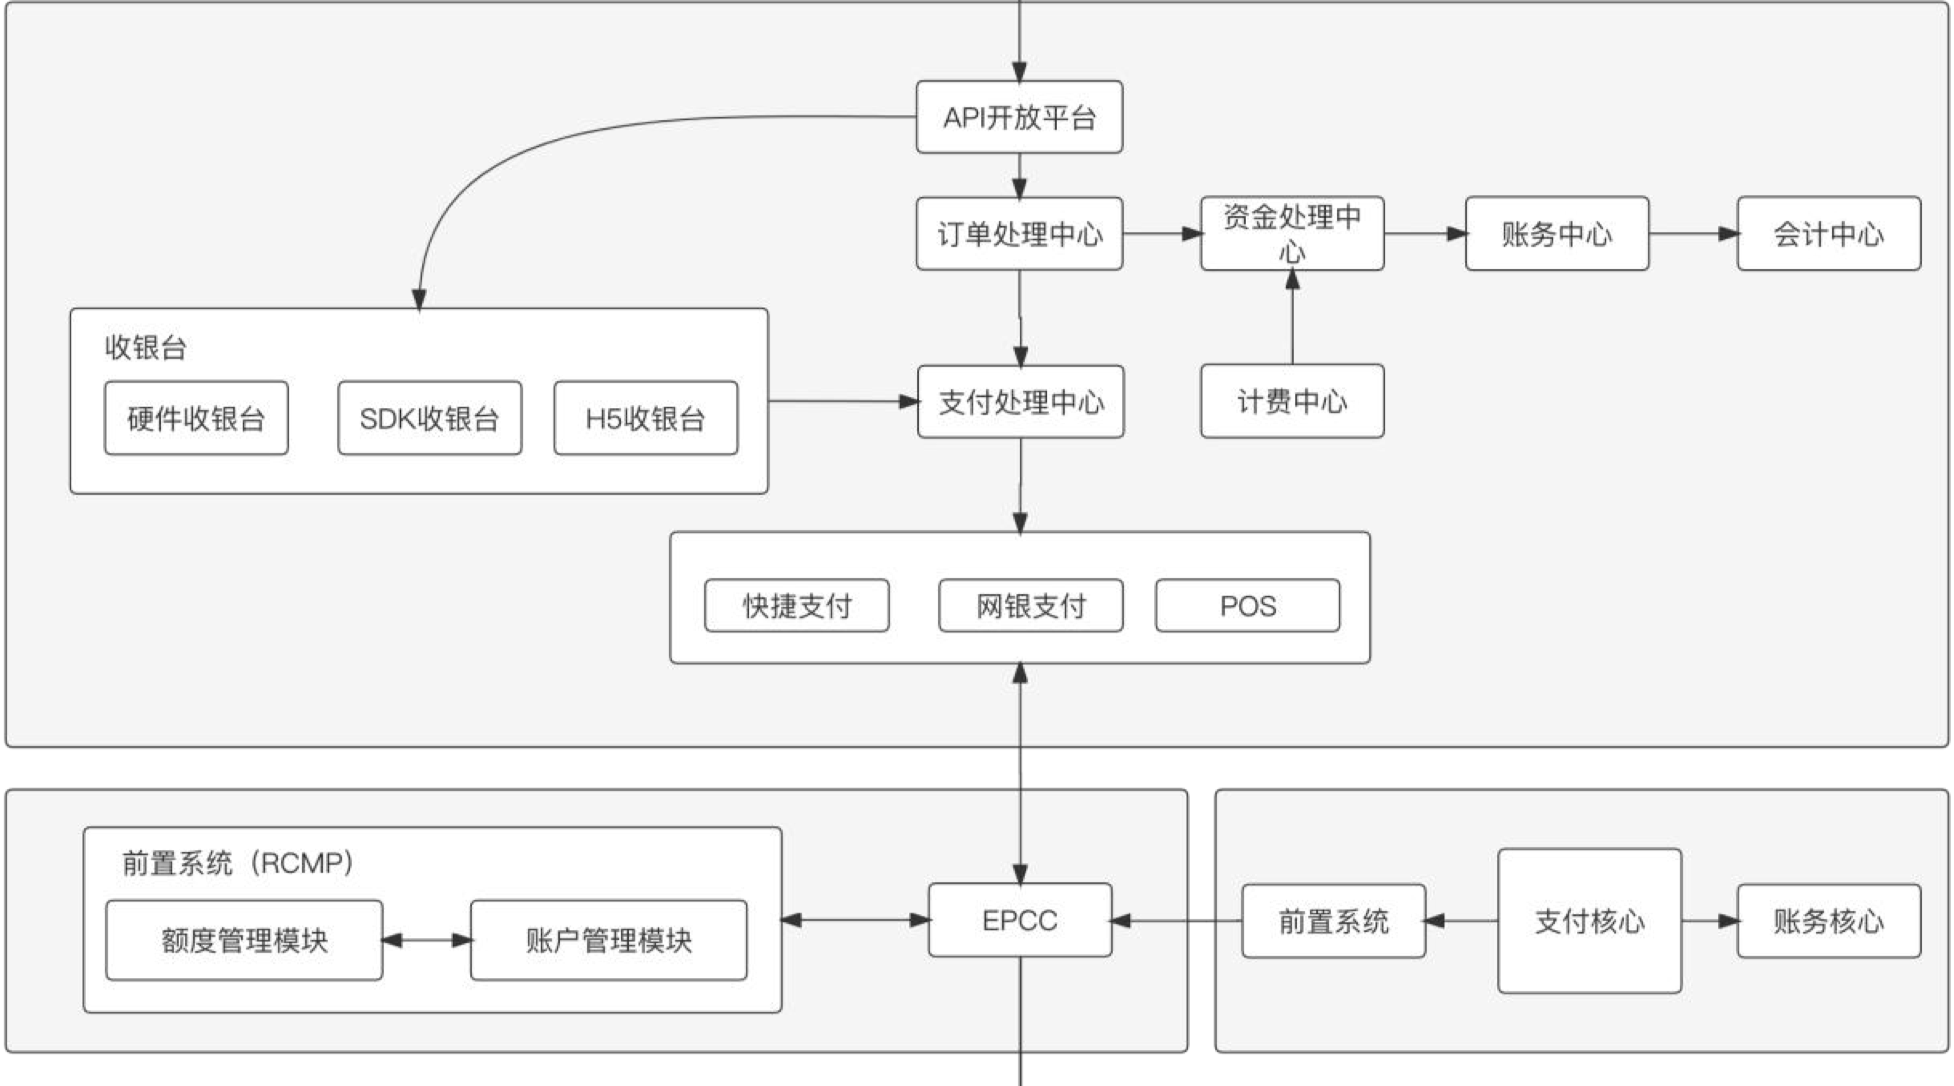 API开放平台
订单处理中心
资金处理中
心
账务中心
会计中心
收银台
硬件收银台
SDK收银台
H5收银台
支付处理中心
计费中心
快捷支付
网银支付
POS
前置系统（RCMP）
额度管理模块
账户管理模块
EPCC
前置系统
支付核心
账务核心